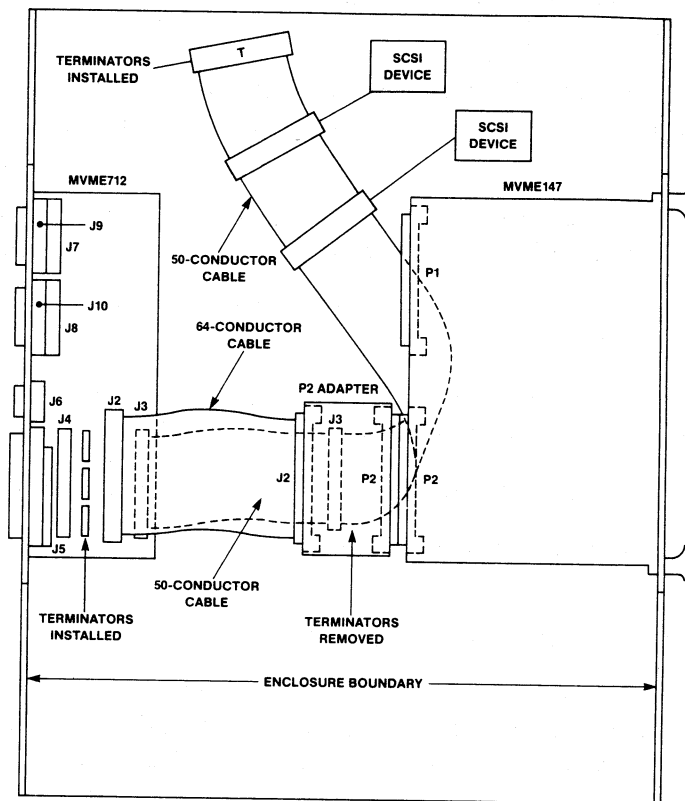 TERMINATORS
INSTALLED
T
SCSI
DEVICE
SCSI
DEVICE
MVME712
MVME147
J9
J7
50-CONDUCTOR
CABLE
P1
J10
J8
64-CONDUCTOR
CABLE
P2 ADAPTER
J6
J4
J2
J3
J3
J2
P2
P2
J5
50-CONDUCTOR
CABLE
TERMINATORS
INSTALLED
TERMINATORS
REMOVED
ENCLOSURE BOUNDARY